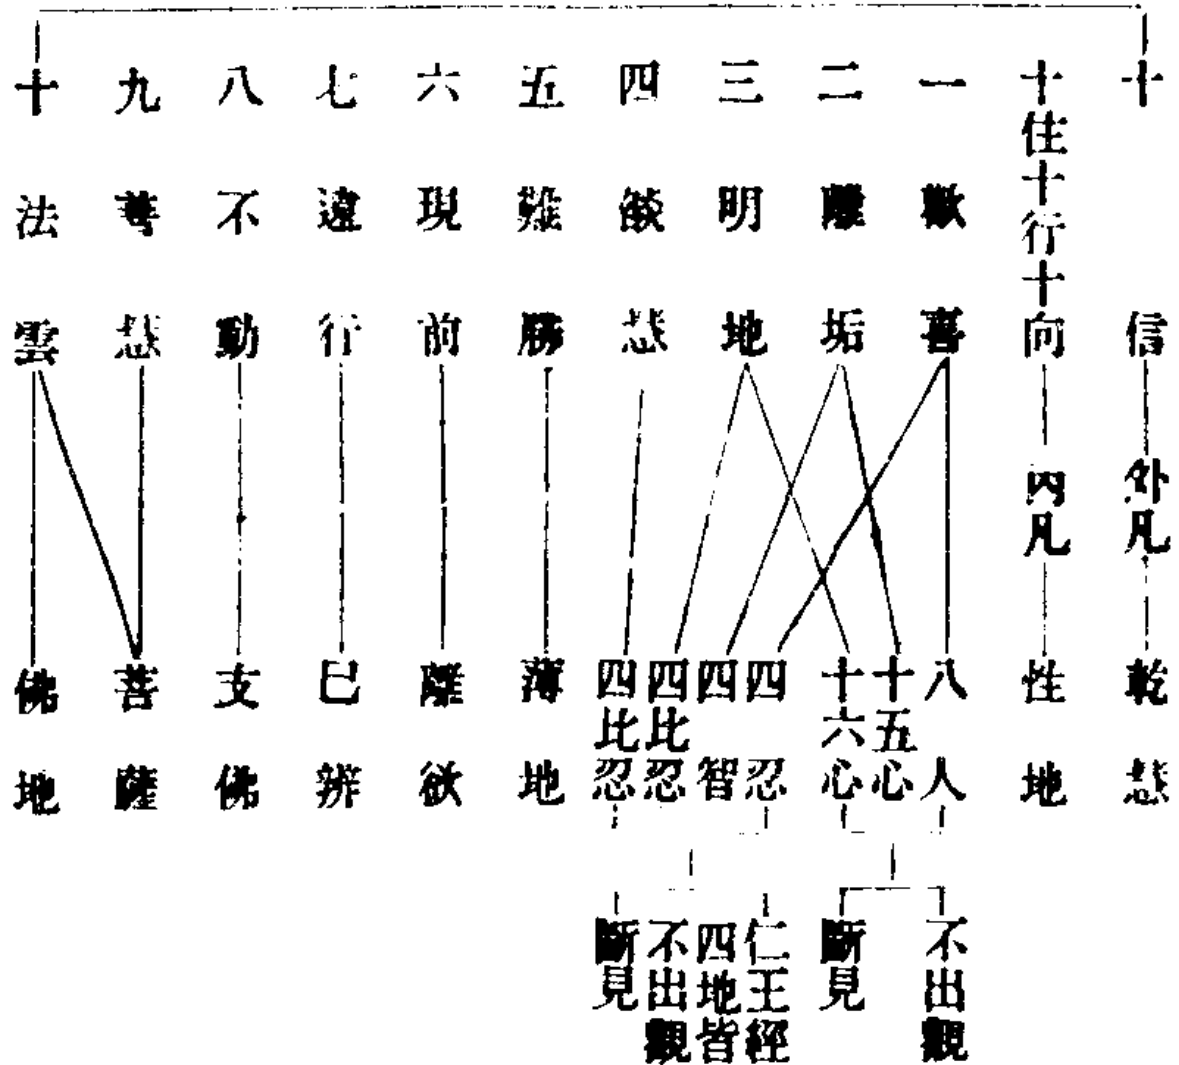 十信
外凡
乾慧
十住十行十向
內凡
性地
一歡喜
八人
二離垢
十五心
三明地
十六心
四燄慧
四忍
四智
四比忍
四比忍
五難勝
薄地
六現前
離欲
七遠行
巳辨
八不動
支佛
九善慧
菩薩
十法雲
佛地
不出觀
斷見
仁王經
四地皆
不出觀
斷見